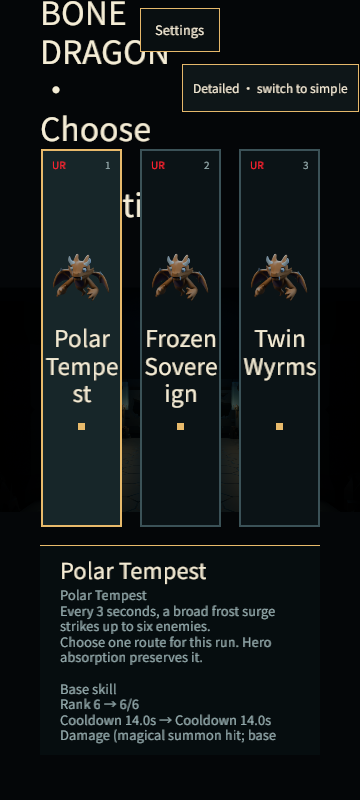 BONE
DRAGON
Settings
Detailed • switch to simple
•
Choose
UR 1
UR 2
UR 3
Polar
Tempe
st
Frozen
Sovere
ign
Twin
Wyrms
Polar Tempest
Polar Tempest
Every 3 seconds, a broad frost surge
strikes up to six enemies.
Choose one route for this run. Hero
absorption preserves it.
Base skill
Rank 6 → 6/6
Cooldown 14.0s → Cooldown 14.0s
Damage (magical summon hit; base